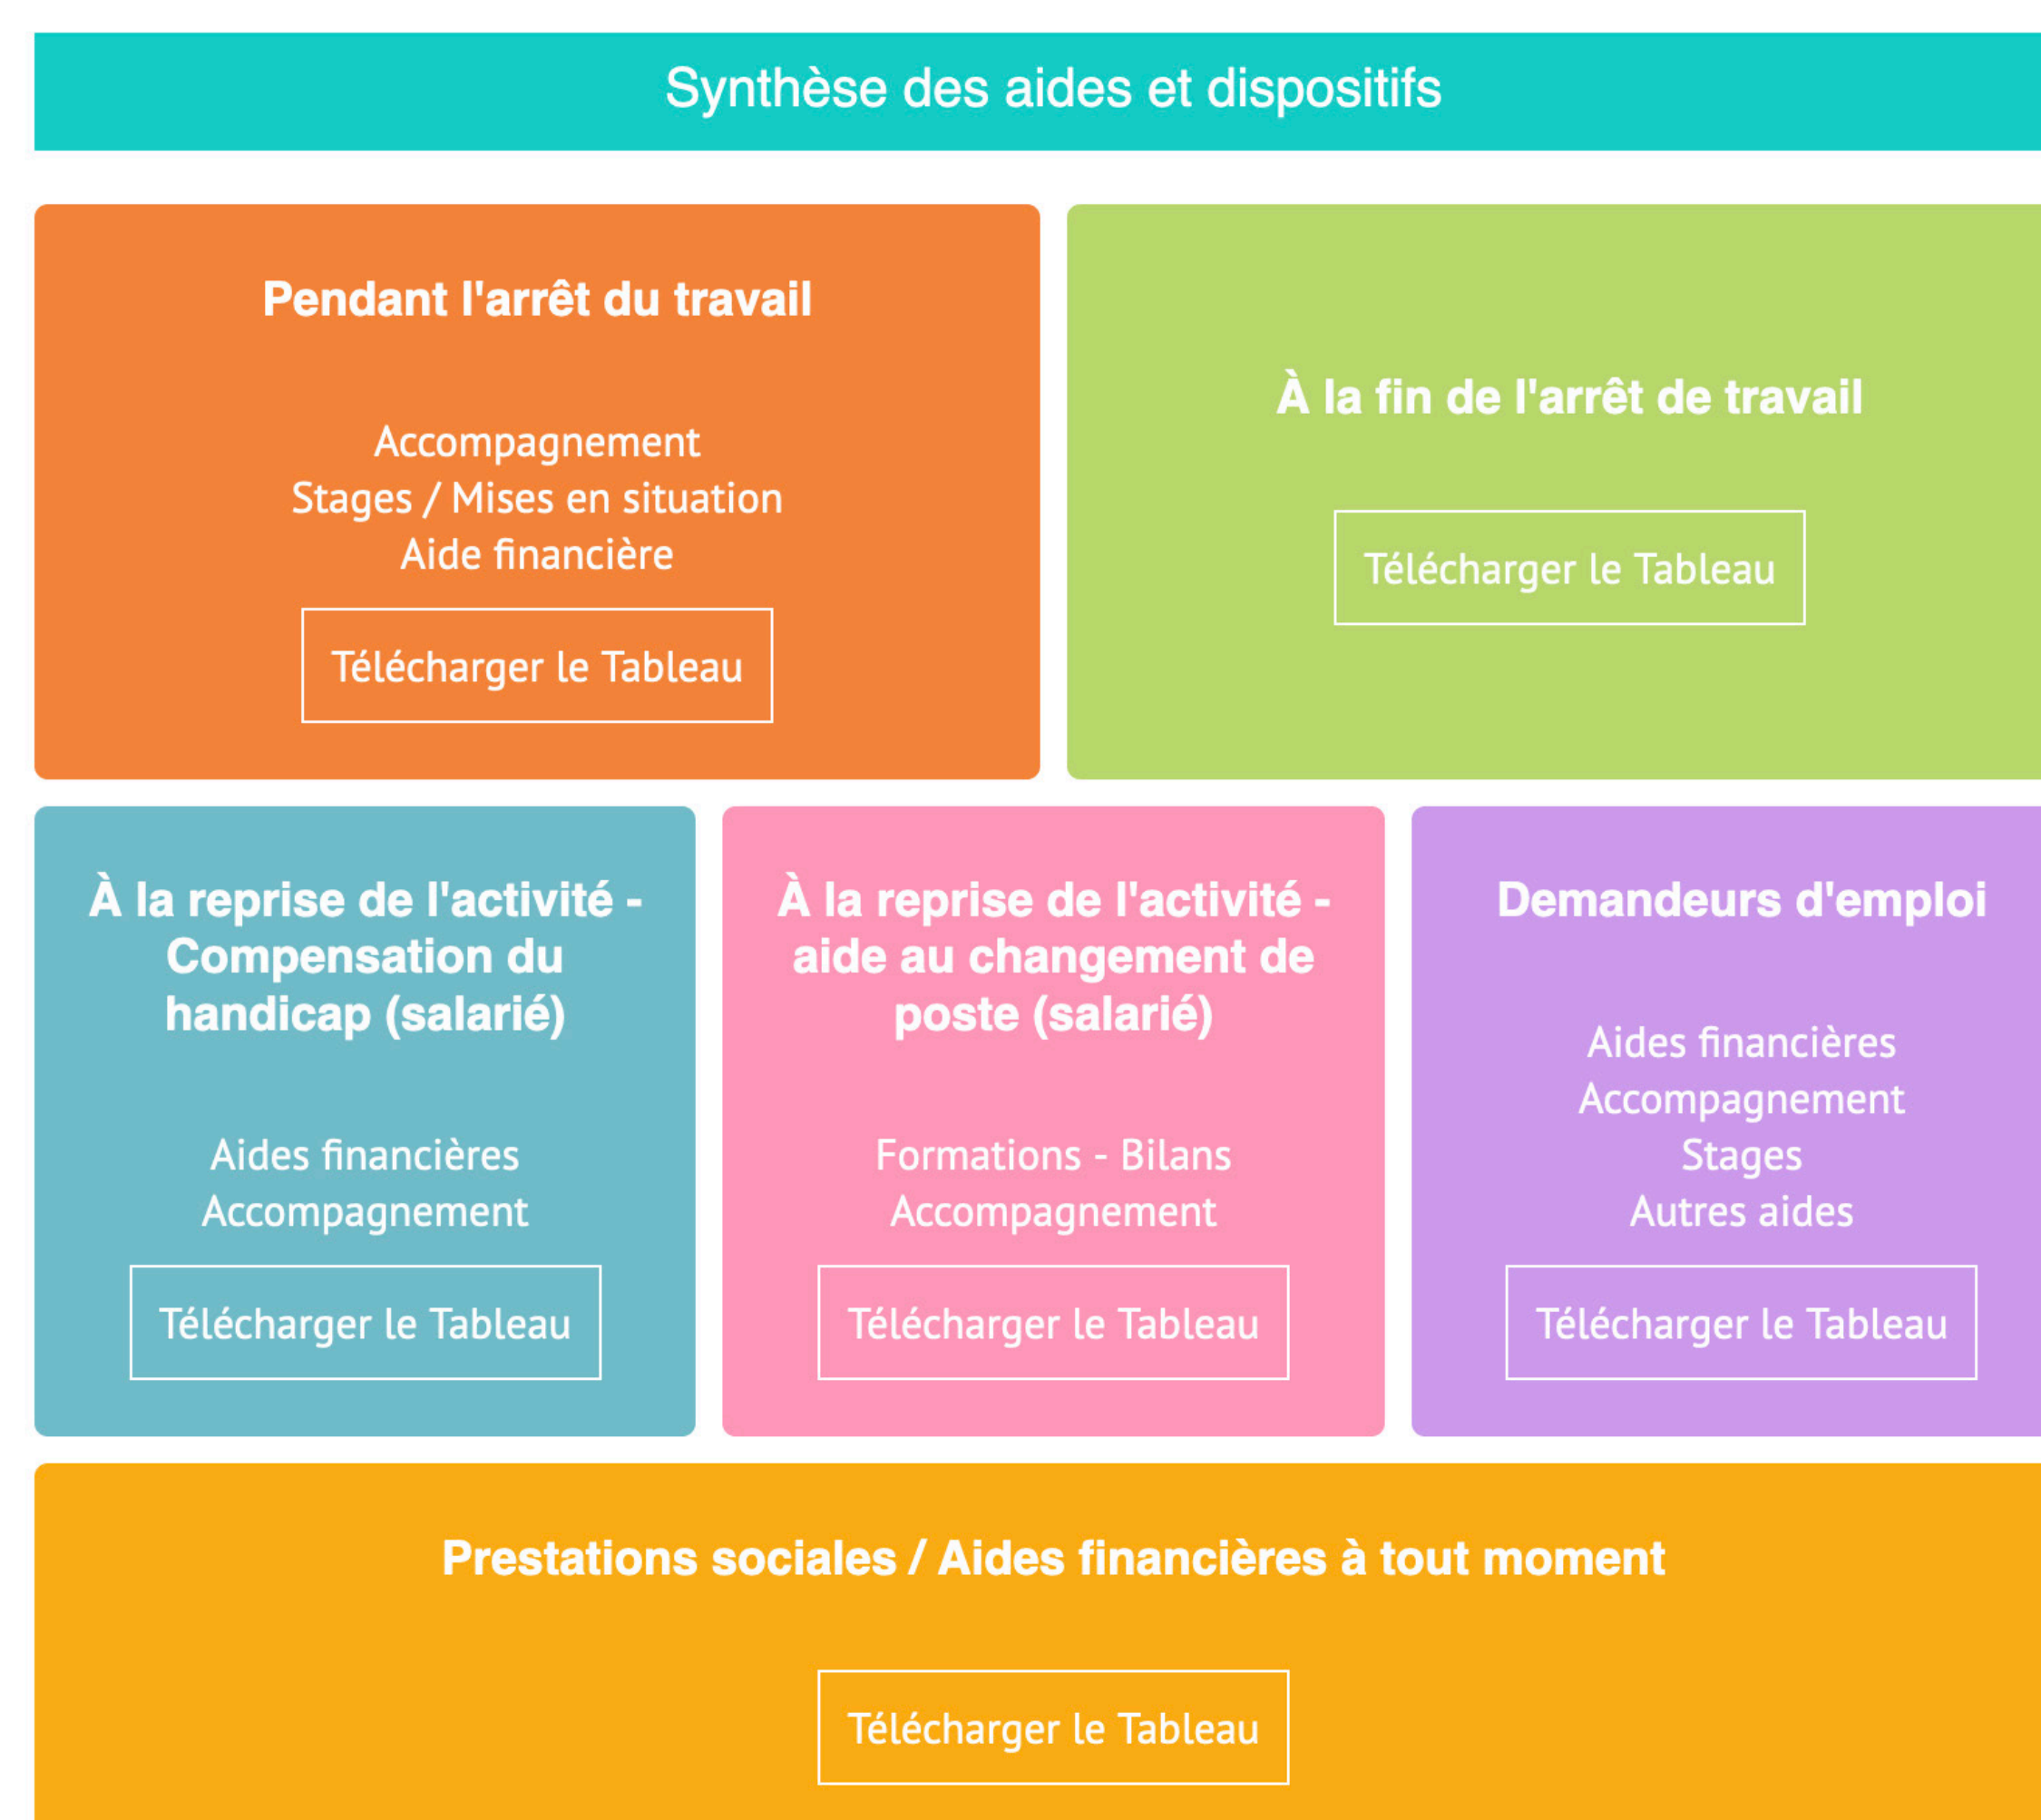 Synthèse des aides et dispositifs
Pendant l'arrêt du travail
Accompagnement
Stages / Mises en situation
Aide financière
Télécharger le Tableau
À la fin de l'arrêt de travail
Télécharger le Tableau
À la reprise de l'activité -
Compensation du
handicap (salarié)
Aides financières
Accompagnement
Télécharger le Tableau
À la reprise de l'activité -
aide au changement de
poste (salarié)
Formations - Bilans
Accompagnement
Télécharger le Tableau
Demandeurs d'emploi
Aides financières
Accompagnement
Stages
Autres aides
Télécharger le Tableau
Prestations sociales / Aides financières à tout moment
Télécharger le Tableau